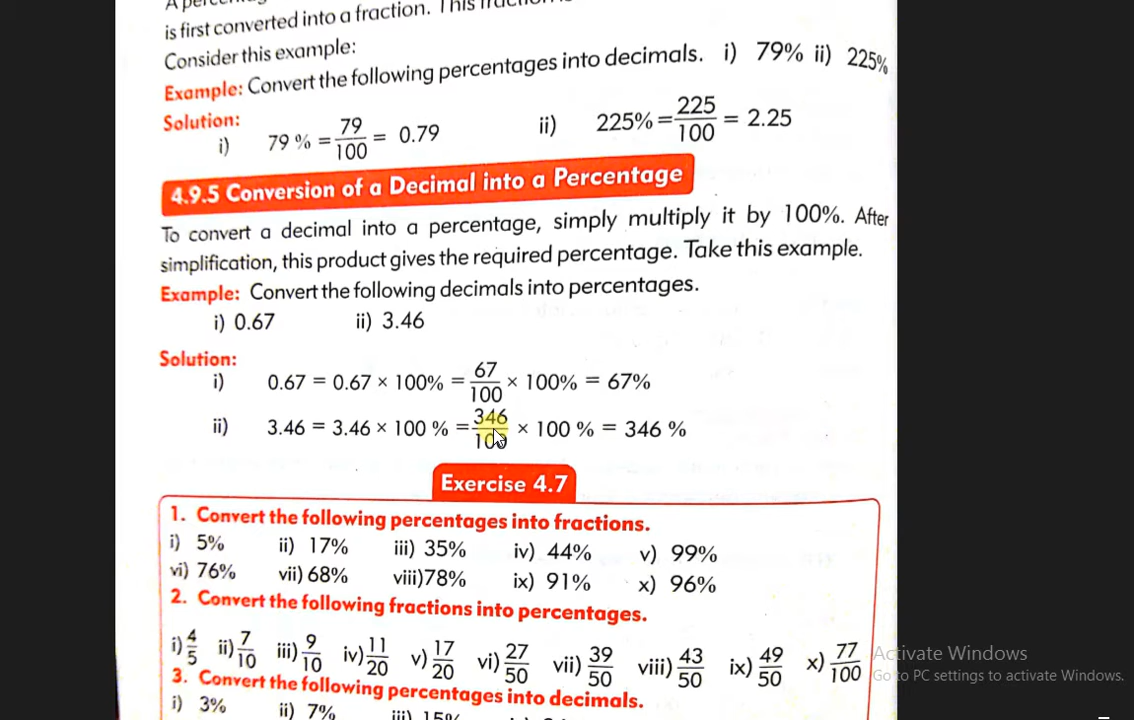 is first converted into a fraction. This
Consider this example:
Example: Convert the following percentages into decimals. i) 79% ii) 225%
Solution:
i) 79 % = 79/100 = 0.79 ii) 225% = 225/100 = 2.25
4.9.5 Conversion of a Decimal into a Percentage
To convert a decimal into a percentage, simply multiply it by 100%. After
simplification, this product gives the required percentage. Take this example.
Example: Convert the following decimals into percentages.
i) 0.67 ii) 3.46
Solution:
i) 0.67 = 0.67 × 100% = 67/100 × 100% = 67%
ii) 3.46 = 3.46 × 100 % = 346/100 × 100 % = 346 %
Exercise 4.7
1. Convert the following percentages into fractions.
i) 5% ii) 17% iii) 35% iv) 44% v) 99%
vi) 76% vii) 68% viii) 78% ix) 91% x) 96%
2. Convert the following fractions into percentages.
i) 4/5 ii) 7/10 iii) 9/10 iv) 11/20 v) 17/20 vi) 27/50 vii) 39/50 viii) 43/50 ix) 49/50 x) 77/100
3. Convert the following percentages into decimals.
i) 3% ii) 7% iii) 15%
Activate Windows
Go to PC settings to activate Windows.